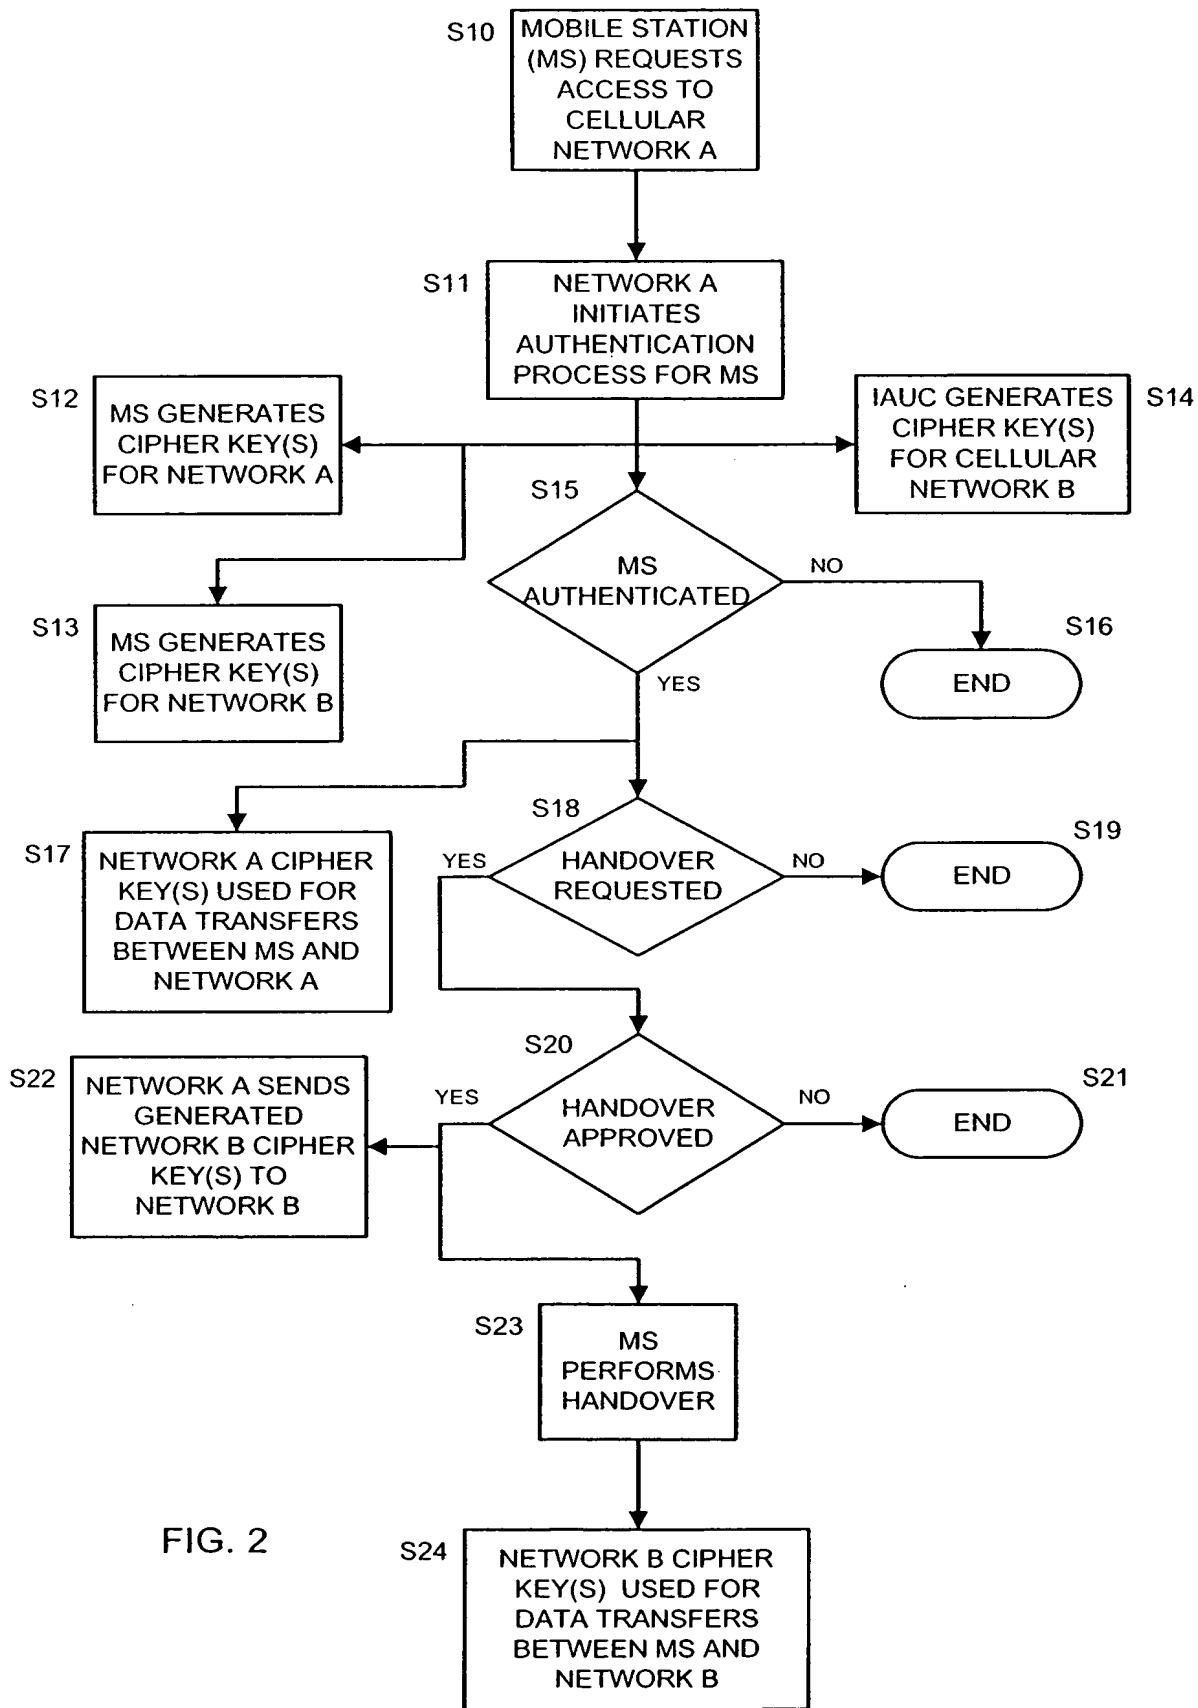 S10
MOBILE STATION
(MS) REQUESTS
ACCESS TO
CELLULAR
NETWORK A
S11
NETWORK A
INITIATES
AUTHENTICATION
PROCESS FOR MS
S12
MS GENERATES
CIPHER KEY(S)
FOR NETWORK A
S14
IAUC GENERATES
CIPHER KEY(S)
FOR CELLULAR
NETWORK B
S15
MS
AUTHENTICATED
NO
YES
S13
MS GENERATES
CIPHER KEY(S)
FOR NETWORK B
S16
END
S17
NETWORK A CIPHER
KEY(S) USED FOR
DATA TRANSFERS
BETWEEN MS AND
NETWORK A
S18
YES
HANDOVER
REQUESTED
NO
S19
END
S20
YES
HANDOVER
APPROVED
NO
S21
END
S22
NETWORK A SENDS
GENERATED
NETWORK B CIPHER
KEY(S) TO
NETWORK B
S23
MS
PERFORMS
HANDOVER
FIG. 2
S24
NETWORK B CIPHER
KEY(S) USED FOR
DATA TRANSFERS
BETWEEN MS AND
NETWORK B